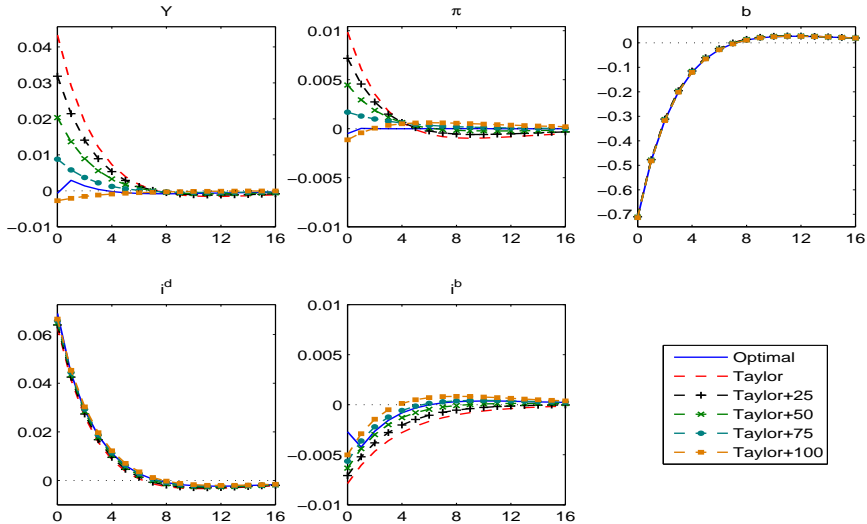 Y
0.04
0.03
0.02
0.01
0
−0.01
0 4 8 12 16
π
0.01
0.005
0
−0.005
−0.01
0 4 8 12 16
b
0
−0.1
−0.2
−0.3
−0.4
−0.5
−0.6
−0.7
0 4 8 12 16
i^d
0.06
0.04
0.02
0
0 4 8 12 16
i^b
0.01
0.005
0
−0.005
−0.01
0 4 8 12 16
Optimal
Taylor
Taylor+25
Taylor+50
Taylor+75
Taylor+100